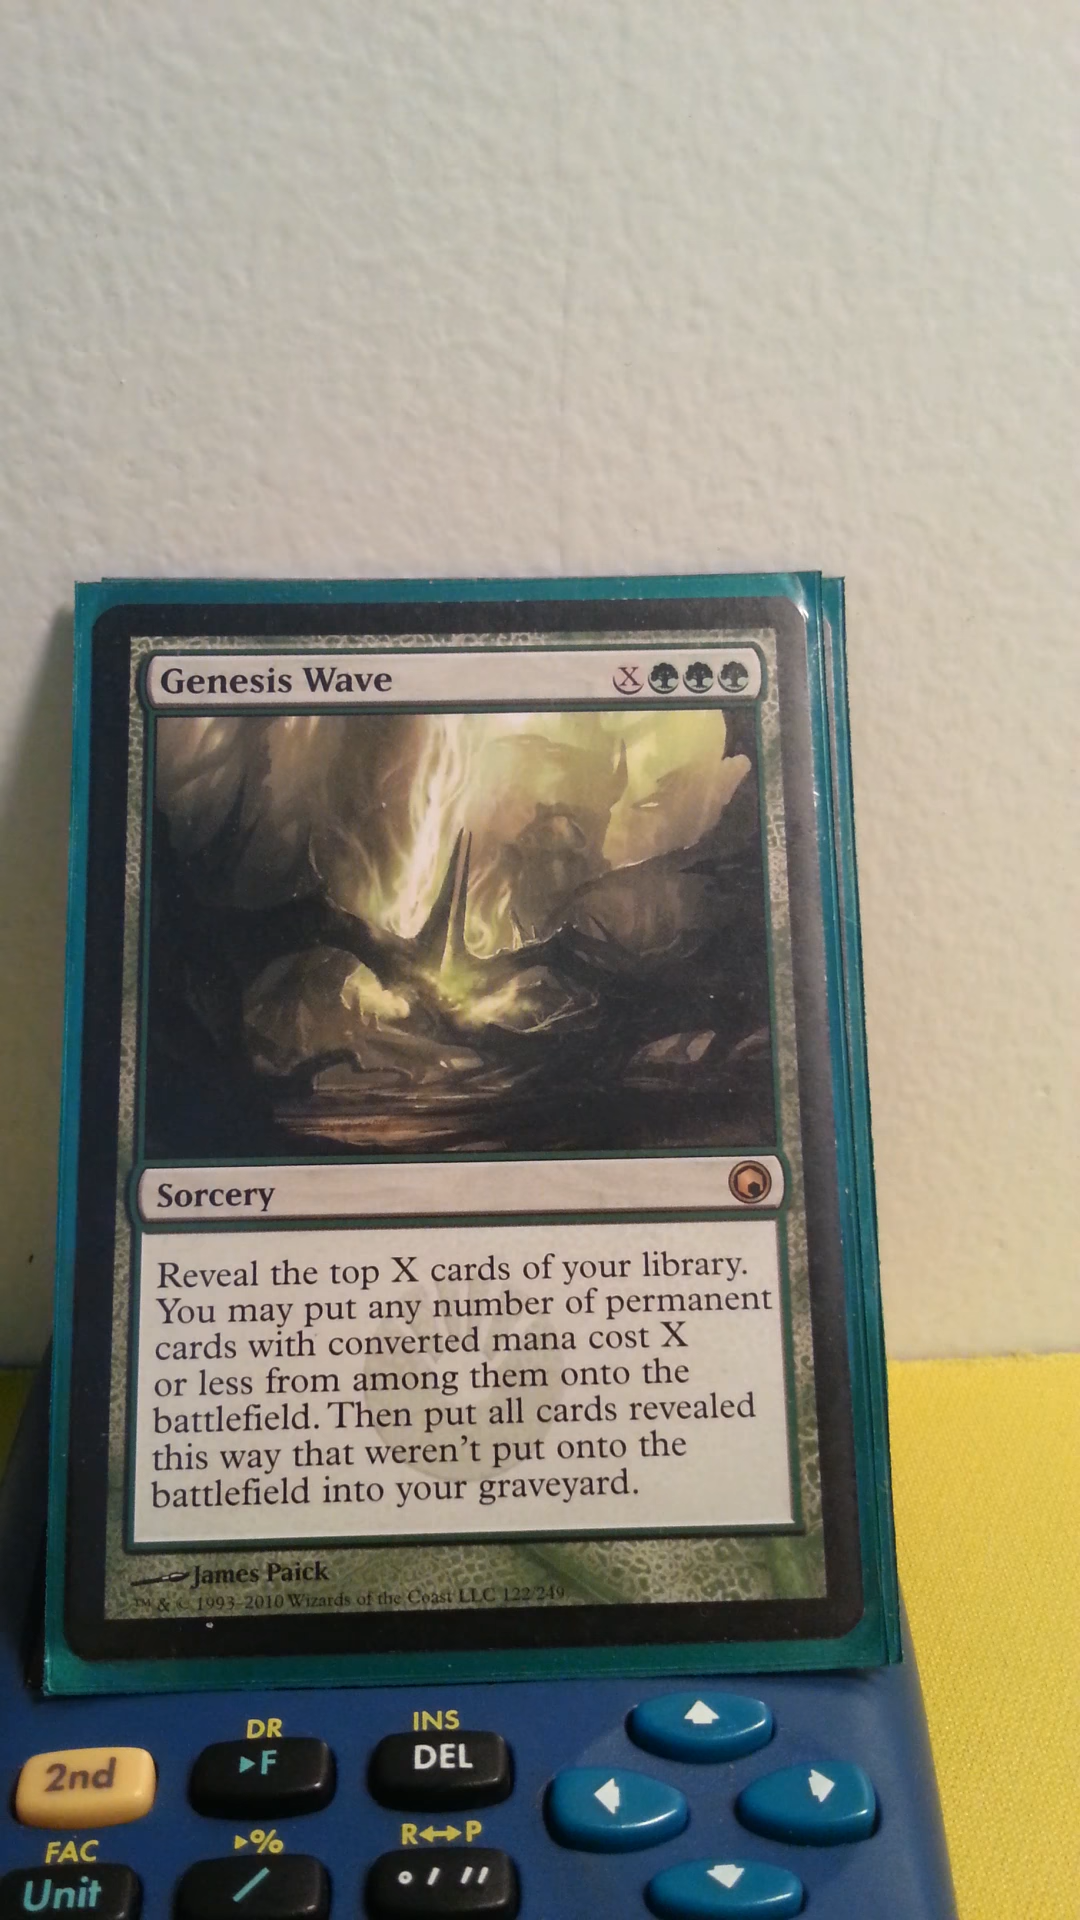 Genesis Wave X
Sorcery
Reveal the top X cards of your library.
You may put any number of permanent
cards with converted mana cost X
or less from among them onto the
battlefield. Then put all cards revealed
this way that weren't put onto the
battlefield into your graveyard.
James Paick
™ & © 1993-2010 Wizards of the Coast LLC 122/249
DR INS
2nd ▸F DEL
FAC ▸% R↔P
Unit / ° ' "